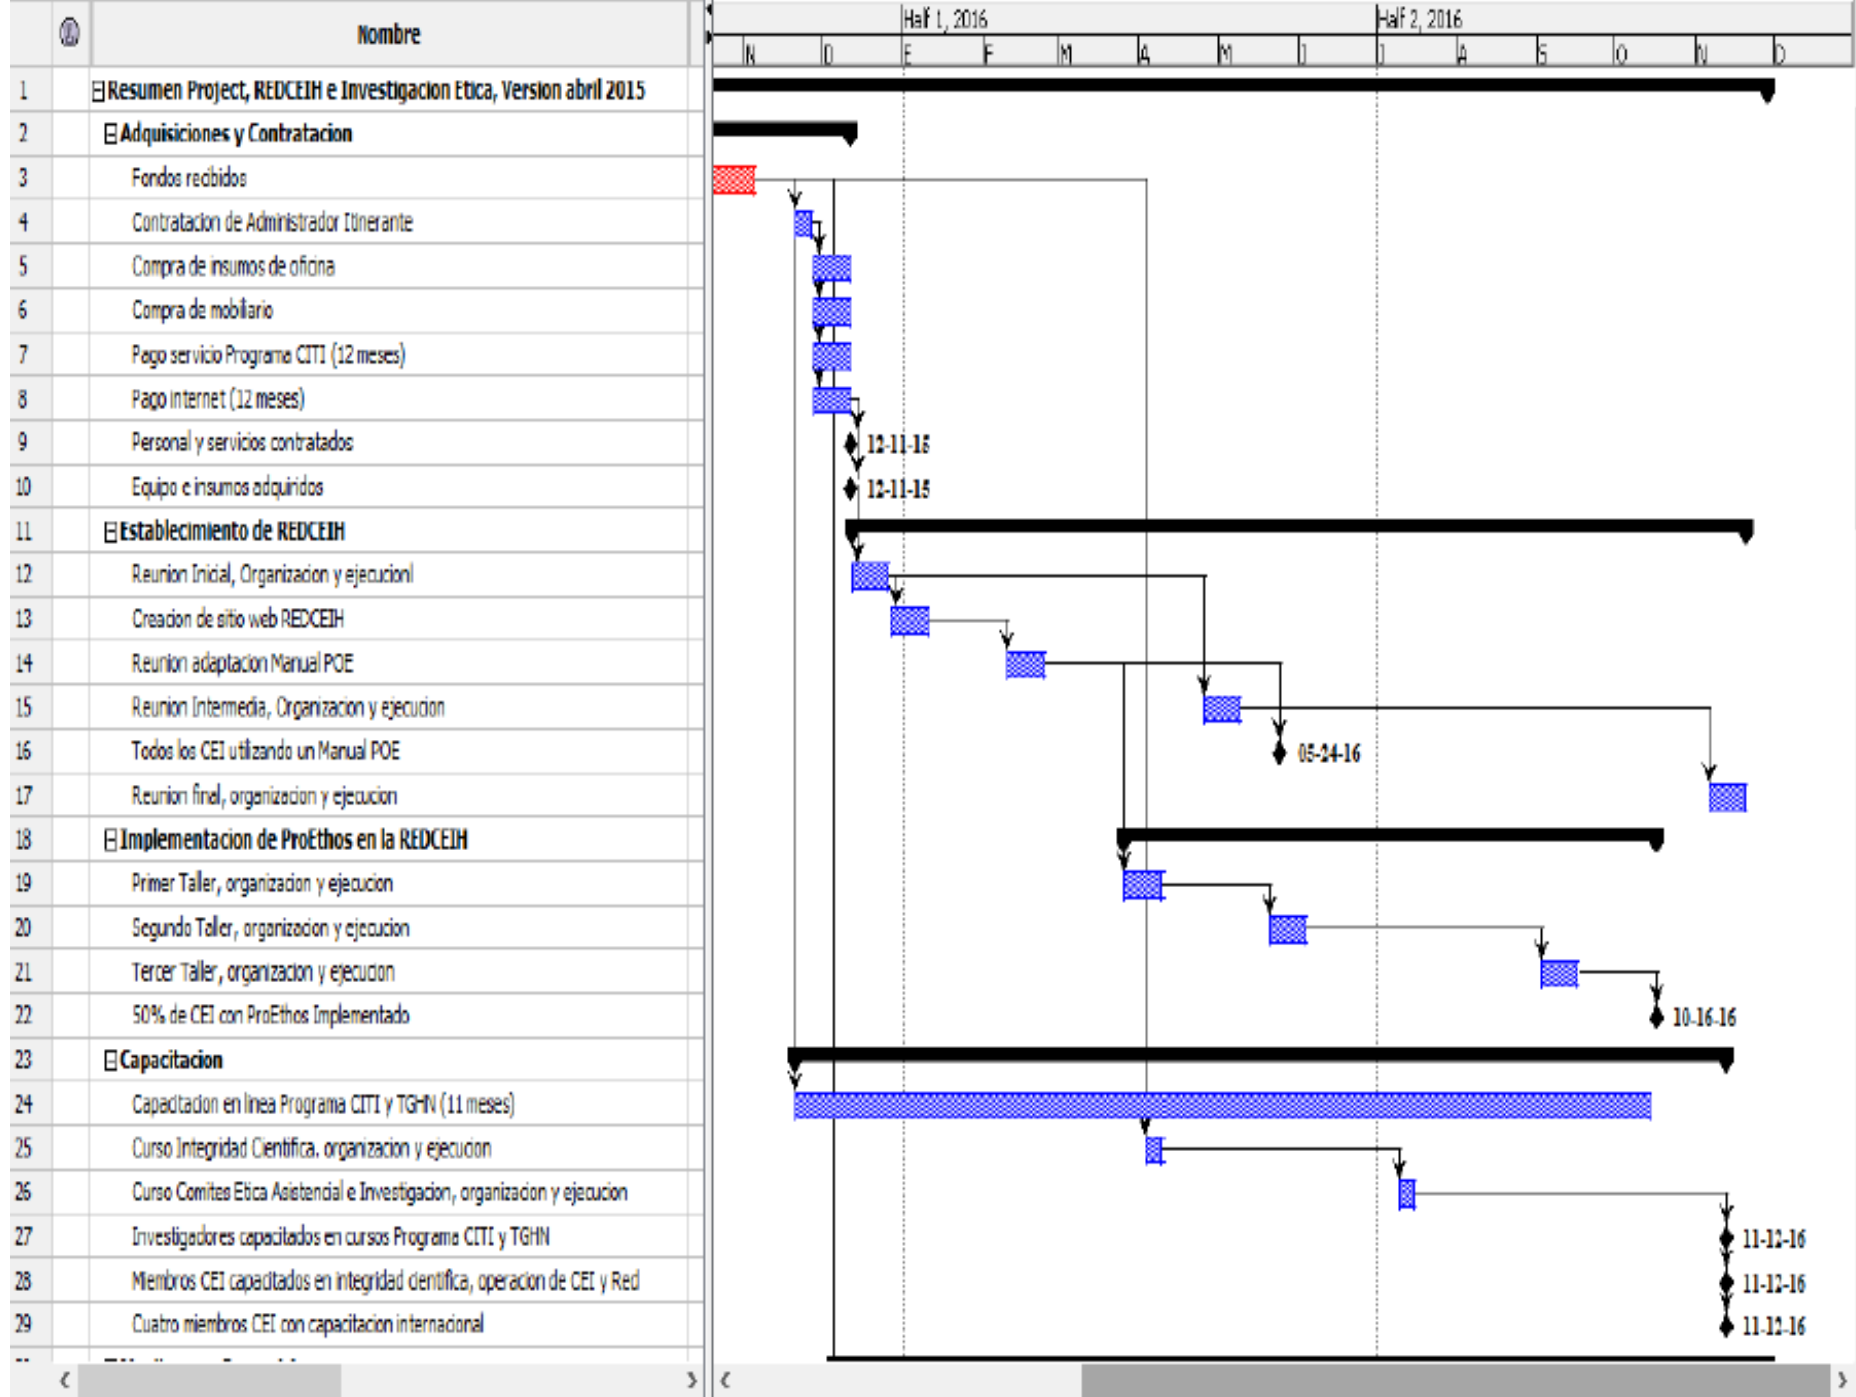 Nombre
Half 1, 2016
Half 2, 2016
N D E F M A M J J A S O N D
1 Resumen Project, REDCEIH e Investigacion Etica, Version abril 2015
2 Adquisiciones y Contratacion
3 Fondos recibidos
4 Contratacion de Administrador Itinerante
5 Compra de insumos de oficina
6 Compra de mobiliario
7 Pago servicio Programa CITI (12 meses)
8 Pago internet (12 meses)
9 Personal y servicios contratados 12-11-15
10 Equipo e insumos adquiridos 12-11-15
11 Establecimiento de REDCEIH
12 Reunion Inicial, Organizacion y ejecucionl
13 Creacion de sitio web REDCEIH
14 Reunion adaptacion Manual POE
15 Reunion Intermedia, Organizacion y ejecucion
16 Todos los CEI utilizando un Manual POE 05-24-16
17 Reunion final, organizacion y ejecucion
18 Implementacion de ProEthos en la REDCEIH
19 Primer Taller, organizacion y ejecucion
20 Segundo Taller, organizacion y ejecucion
21 Tercer Taller, organizacion y ejecucion
22 50% de CEI con ProEthos Implementado 10-16-16
23 Capacitacion
24 Capacitacion en linea Programa CITI y TGHN (11 meses)
25 Curso Integridad Cientifica. organizacion y ejecucion
26 Curso Comites Etica Asistencial e Investigacion, organizacion y ejecucion
27 Investigadores capacitados en cursos Programa CITI y TGHN 11-12-16
28 Miembros CEI capacitados en integridad cientifica, operacion de CEI y Red 11-12-16
29 Cuatro miembros CEI con capacitacion internacional 11-12-16